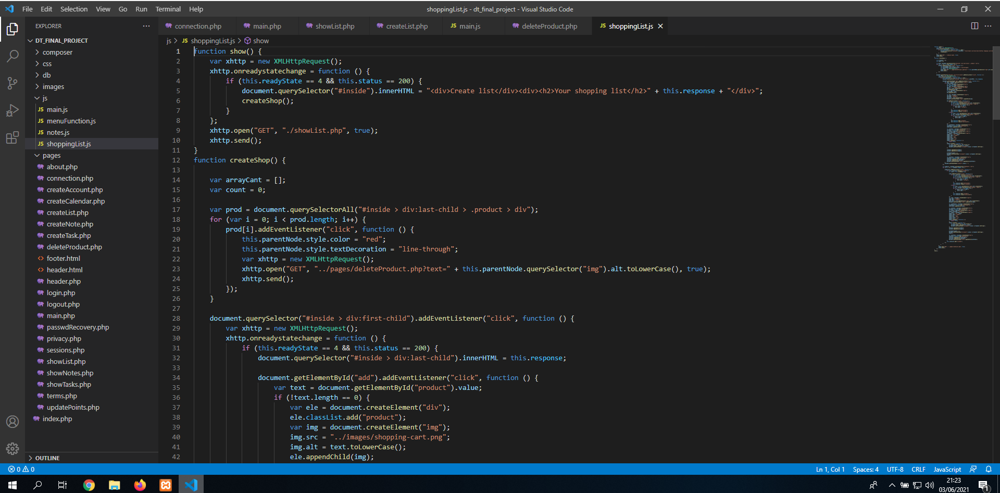 File Edit Selection View Go Run Terminal Help
shoppingList.js - dt_final_project - Visual Studio Code
EXPLORER
DT_FINAL_PROJECT
composer
css
db
images
js
JS main.js
JS menuFunction.js
JS notes.js
JS shoppingList.js
pages
about.php
connection.php
createAccount.php
createCalendar.php
createList.php
createNote.php
createTask.php
deleteProduct.php
footer.html
header.html
header.php
login.php
logout.php
main.php
passwdRecovery.php
privacy.php
sessions.php
showList.php
showNotes.php
showTasks.php
terms.php
updatePoints.php
index.php
OUTLINE
connection.php main.php showList.php createList.php JS main.js deleteProduct.php JS shoppingList.js
js > JS shoppingList.js > show
1 function show() {
2     var xhttp = new XMLHttpRequest();
3     xhttp.onreadystatechange = function () {
4         if (this.readyState == 4 && this.status == 200) {
5             document.querySelector("#inside").innerHTML = "<div>Create list</div><div><h2>Your shopping list</h2>" + this.response + "</div>";
6             createShop();
7         }
8     };
9     xhttp.open("GET", "./showList.php", true);
10     xhttp.send();
11 }
12 function createShop() {
13
14     var arrayCant = [];
15     var count = 0;
16
17     var prod = document.querySelectorAll("#inside > div:last-child > .product > div");
18     for (var i = 0; i < prod.length; i++) {
19         prod[i].addEventListener("click", function () {
20             this.parentNode.style.color = "red";
21             this.parentNode.style.textDecoration = "line-through";
22             var xhttp = new XMLHttpRequest();
23             xhttp.open("GET", "../pages/deleteProduct.php?text=" + this.parentNode.querySelector("img").alt.toLowerCase(), true);
24             xhttp.send();
25         });
26     }
27
28     document.querySelector("#inside > div:first-child").addEventListener("click", function () {
29         var xhttp = new XMLHttpRequest();
30         xhttp.onreadystatechange = function () {
31             if (this.readyState == 4 && this.status == 200) {
32                 document.querySelector("#inside > div:last-child").innerHTML = this.response;
33
34                 document.getElementById("add").addEventListener("click", function () {
35                     var text = document.getElementById("product").value;
36                     if (!text.length == 0) {
37                         var ele = document.createElement("div");
38                         ele.classList.add("product");
39                         var img = document.createElement("img");
40                         img.src = "../images/shopping-cart.png";
41                         img.alt = text.toLowerCase();
42                         ele.appendChild(img);
0 0 Ln 1, Col 1 Spaces: 4 UTF-8 CRLF JavaScript
21:23
03/06/2021
1